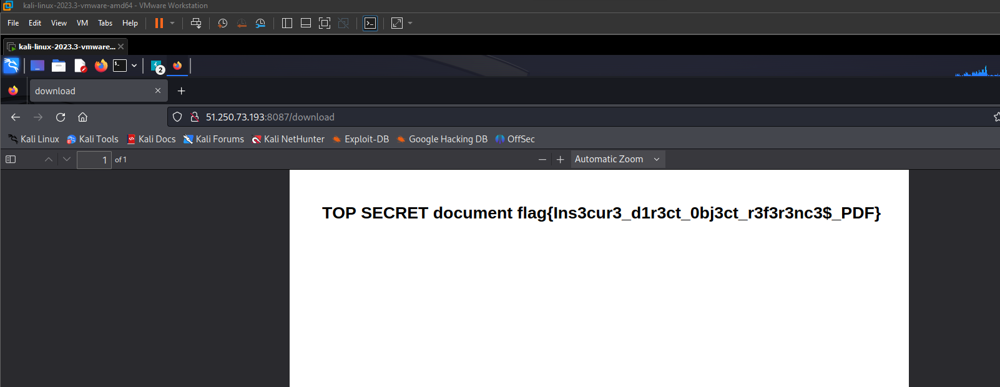 kali-linux-2023.3-vmware-amd64 - VMware Workstation
File Edit View VM Tabs Help
kali-linux-2023.3-vmware...
2
download
51.250.73.193:8087/download
Kali Linux Kali Tools Kali Docs Kali Forums Kali NetHunter Exploit-DB Google Hacking DB OffSec
1 of 1 Automatic Zoom
TOP SECRET document flag{Ins3cur3_d1r3ct_0bj3ct_r3f3r3nc3$_PDF}